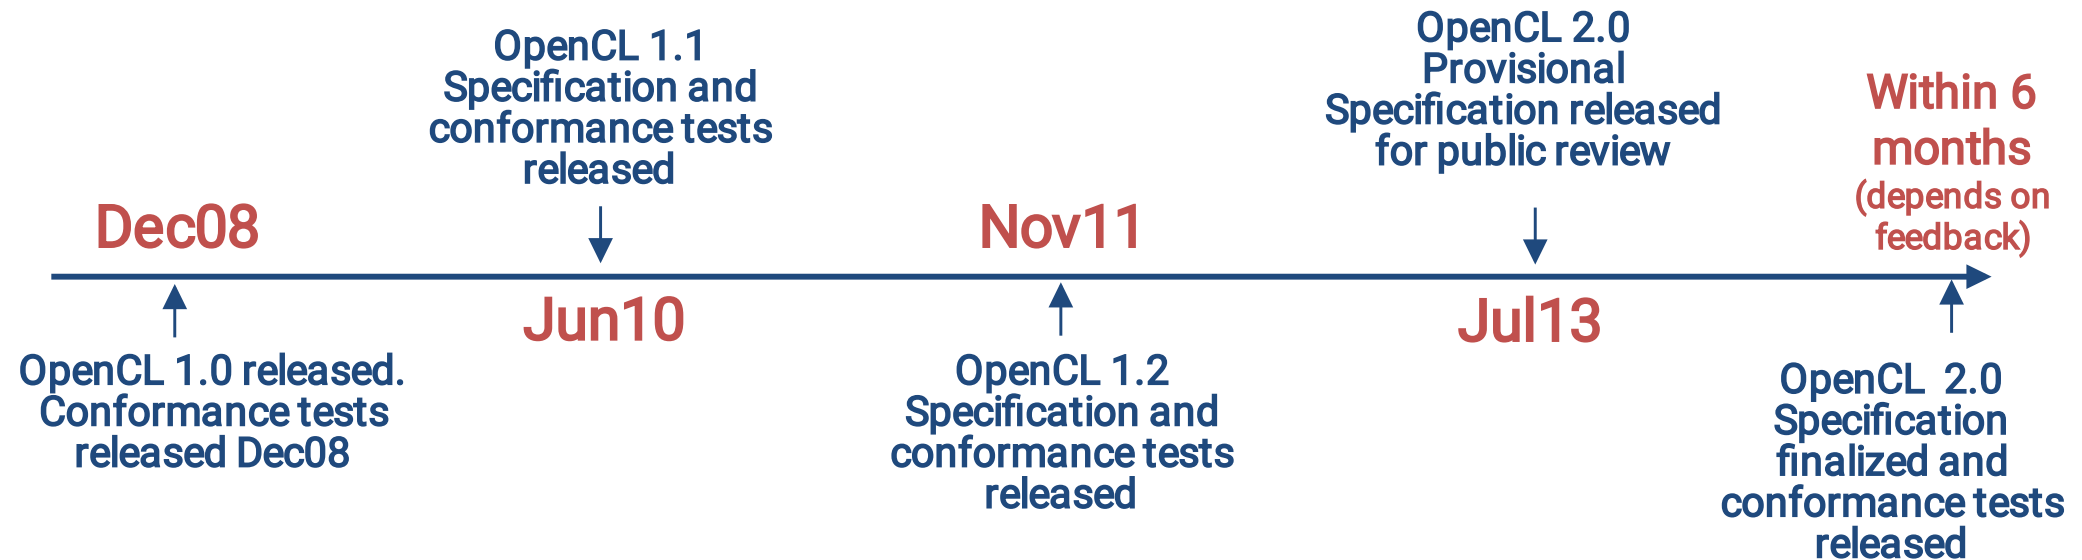 Dec08
OpenCL 1.0 released.
Conformance tests
released Dec08
OpenCL 1.1
Specification and
conformance tests
released
Jun10
Nov11
OpenCL 1.2
Specification and
conformance tests
released
OpenCL 2.0
Provisional
Specification released
for public review
Jul13
Within 6
months
(depends on
feedback)
OpenCL  2.0
Specification
finalized and
conformance tests
released